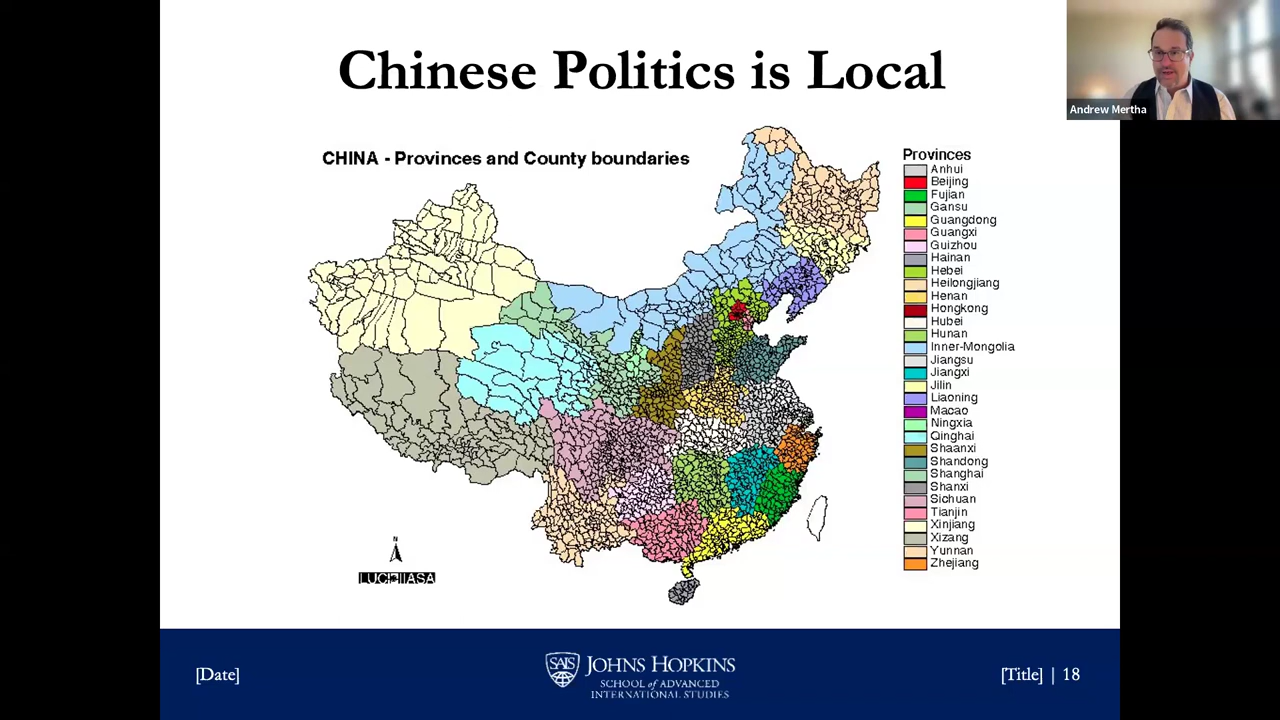 Chinese Politics is Local
Andrew Mertha
CHINA - Provinces and County boundaries
Provinces
Anhui
Beijing
Fujian
Gansu
Guangdong
Guangxi
Guizhou
Hainan
Hebei
Heilongjiang
Henan
Hongkong
Hubei
Hunan
Inner-Mongolia
Jiangsu
Jiangxi
Jilin
Liaoning
Macao
Ningxia
Qinghai
Shaanxi
Shandong
Shanghai
Shanxi
Sichuan
Tianjin
Xinjiang
Xizang
Yunnan
Zhejiang
N
[Date]
SAIS
JOHNS HOPKINS
SCHOOL of ADVANCED
INTERNATIONAL STUDIES
[Title] | 18